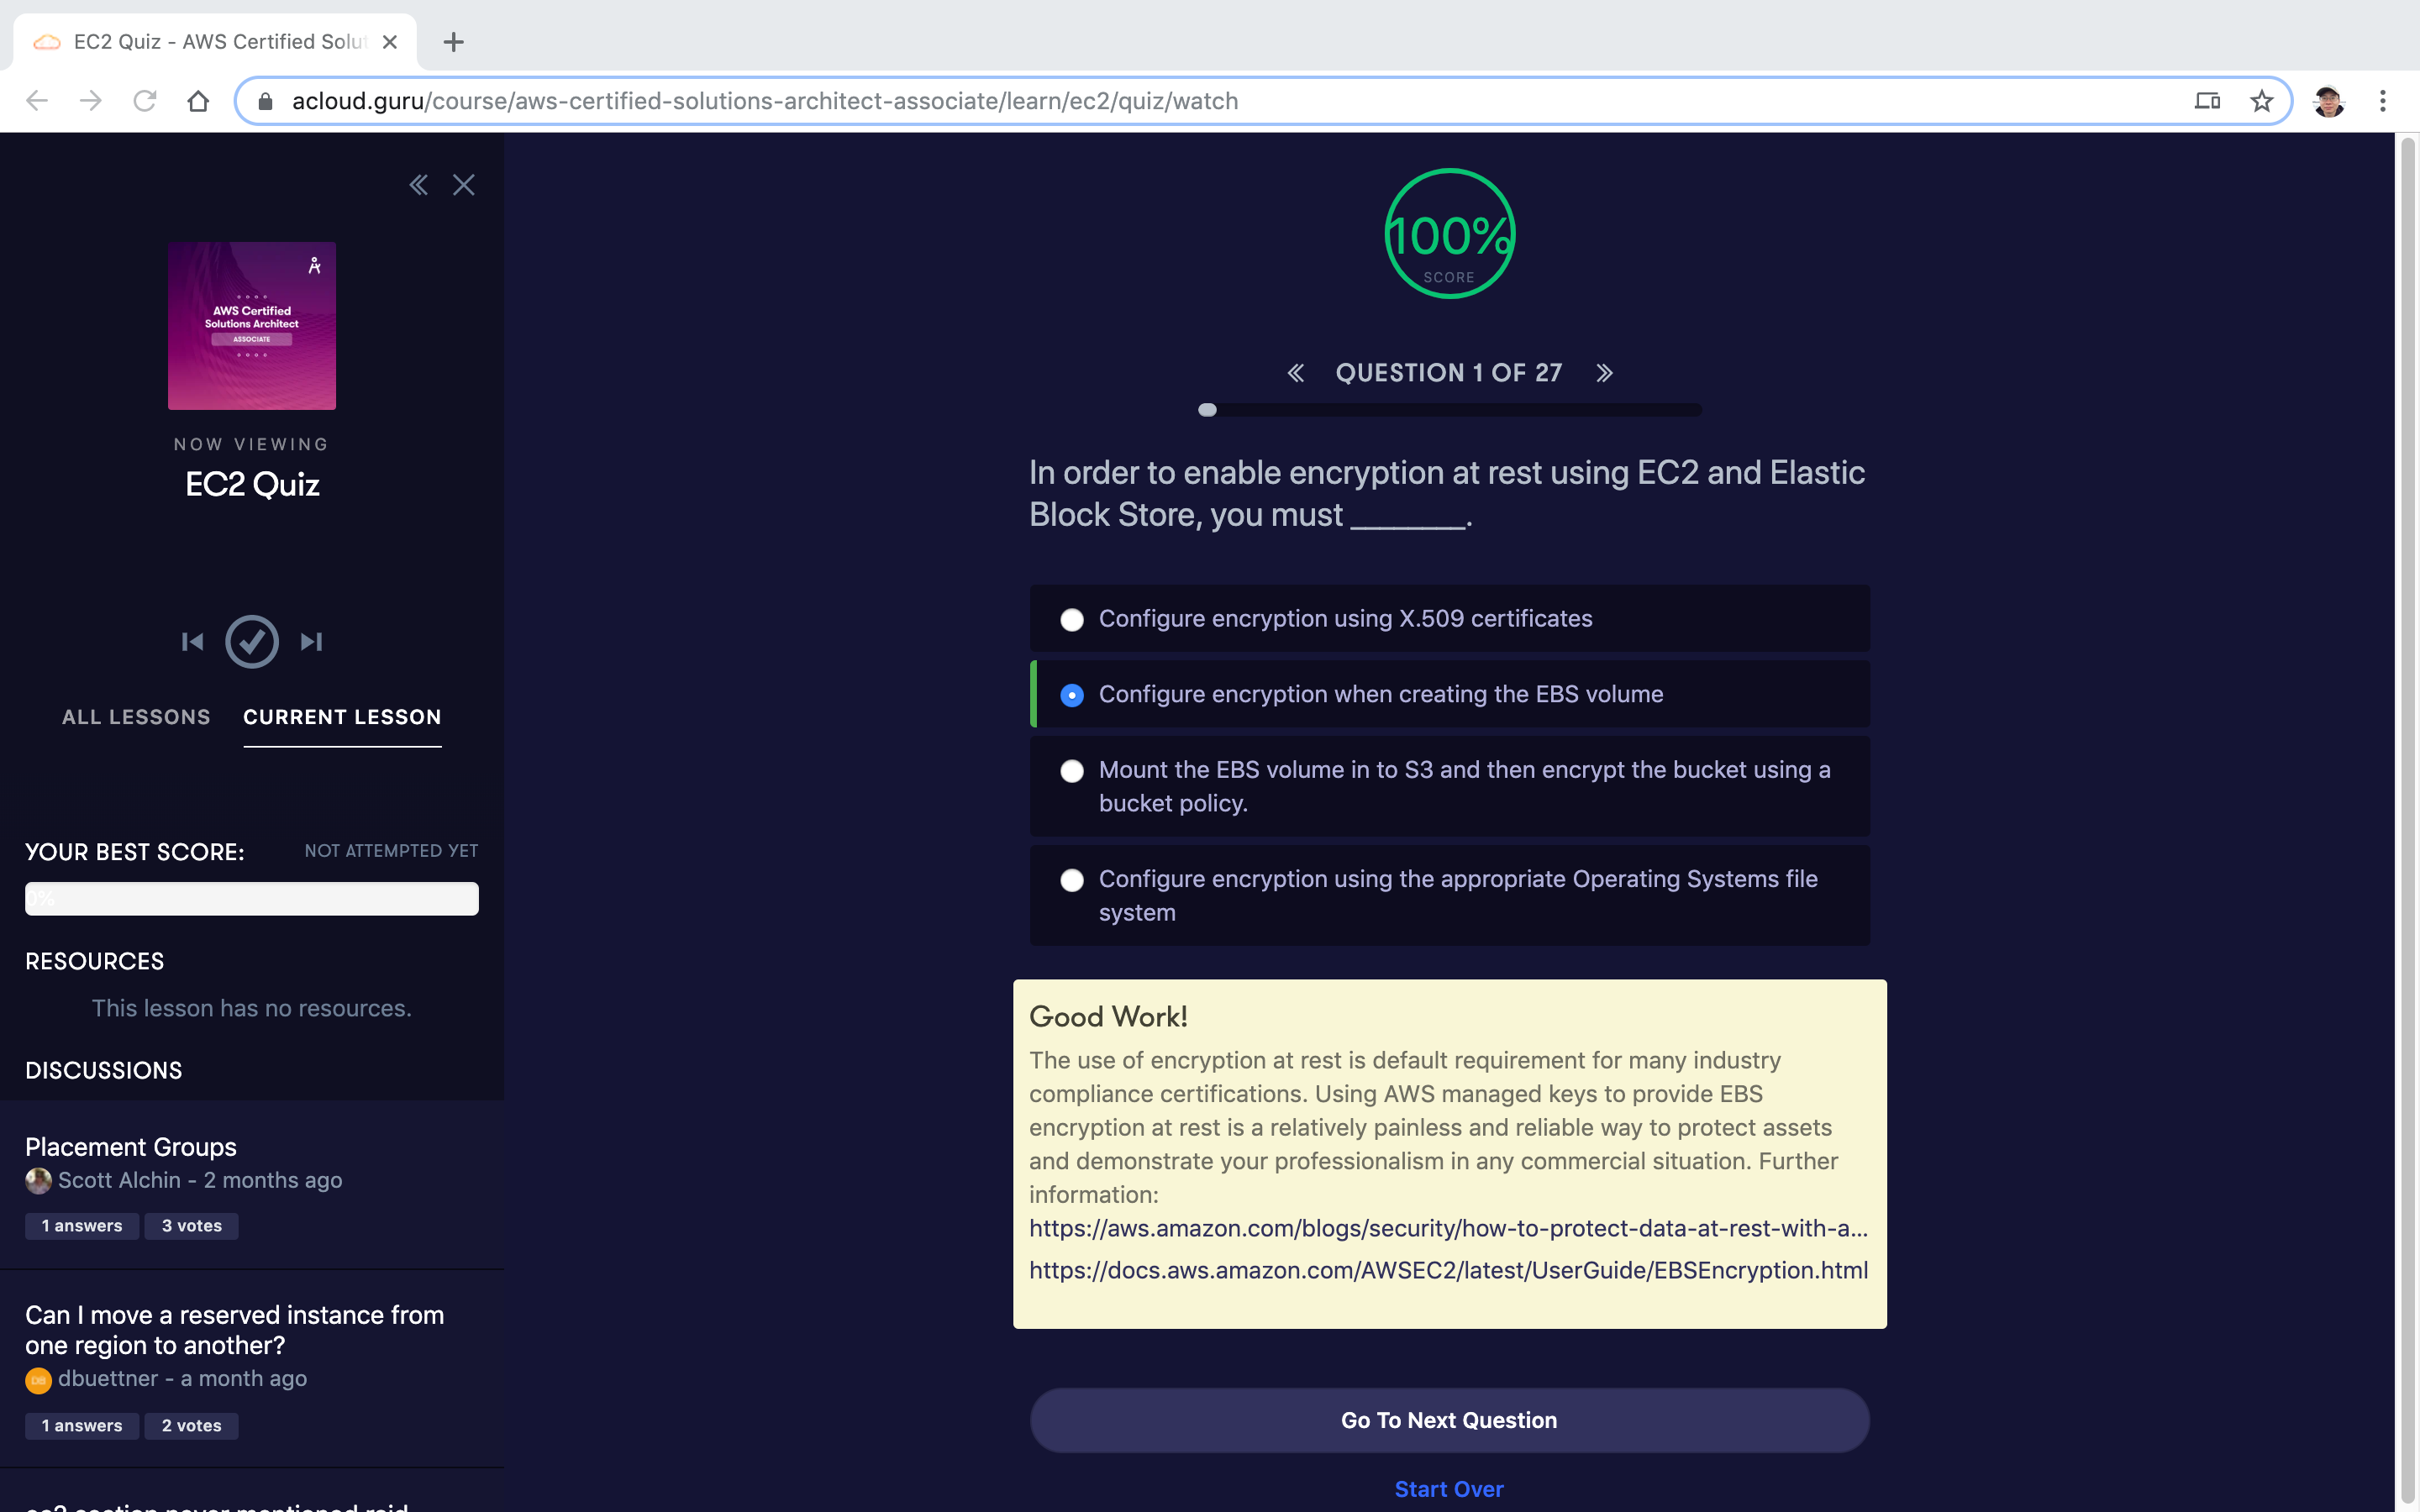 EC2 Quiz - AWS Certified Solu
acloud.guru/course/aws-certified-solutions-architect-associate/learn/ec2/quiz/watch
AWS Certified
Solutions Architect
ASSOCIATE
NOW VIEWING
EC2 Quiz
ALL LESSONS
CURRENT LESSON
YOUR BEST SCORE:
NOT ATTEMPTED YET
0%
RESOURCES
This lesson has no resources.
DISCUSSIONS
Placement Groups
Scott Alchin - 2 months ago
1 answers
3 votes
Can I move a reserved instance from
one region to another?
dbuettner - a month ago
1 answers
2 votes
ec2 section never mentioned raid
100%
SCORE
QUESTION 1 OF 27
In order to enable encryption at rest using EC2 and Elastic
Block Store, you must ________.
Configure encryption using X.509 certificates
Configure encryption when creating the EBS volume
Mount the EBS volume in to S3 and then encrypt the bucket using a
bucket policy.
Configure encryption using the appropriate Operating Systems file
system
Good Work!
The use of encryption at rest is default requirement for many industry
compliance certifications. Using AWS managed keys to provide EBS
encryption at rest is a relatively painless and reliable way to protect assets
and demonstrate your professionalism in any commercial situation. Further
information:
https://aws.amazon.com/blogs/security/how-to-protect-data-at-rest-with-a...
https://docs.aws.amazon.com/AWSEC2/latest/UserGuide/EBSEncryption.html
Go To Next Question
Start Over